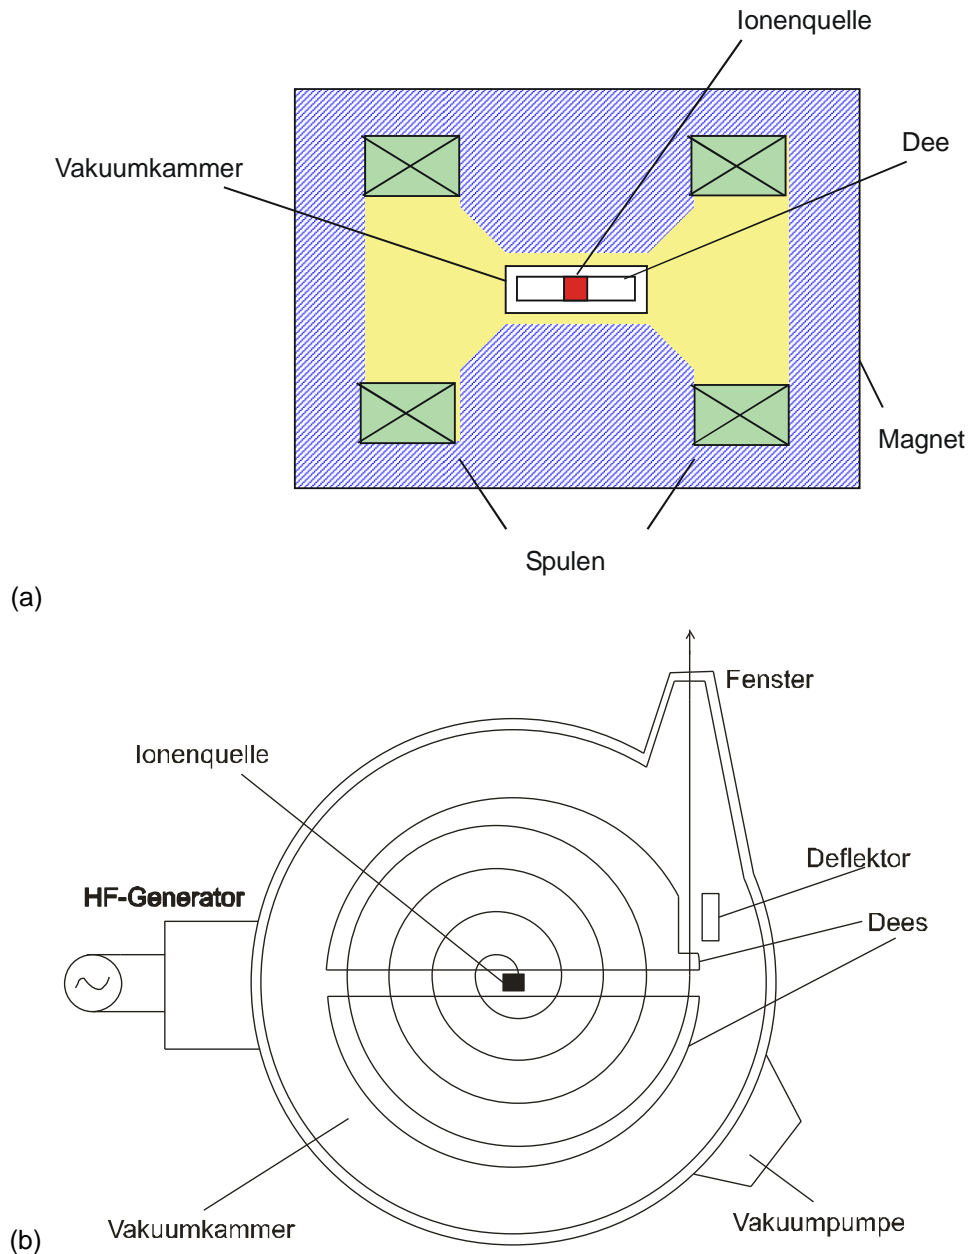 Ionenquelle
Dee
Vakuumkammer
Magnet
Spulen
(a)
Fenster
Ionenquelle
Deflektor
HF-Generator
Dees
Vakuumkammer
Vakuumpumpe
(b)